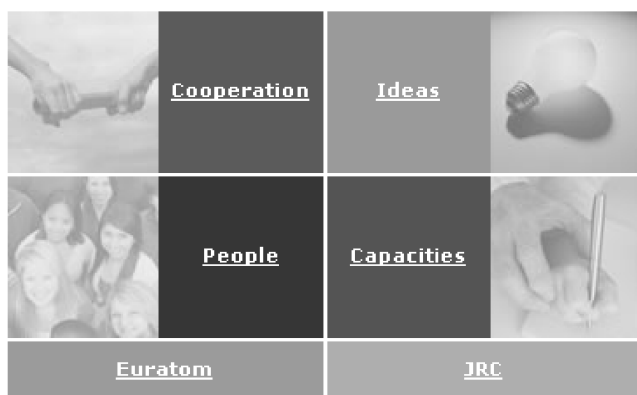 Cooperation
Ideas
People
Capacities
Euratom
JRC